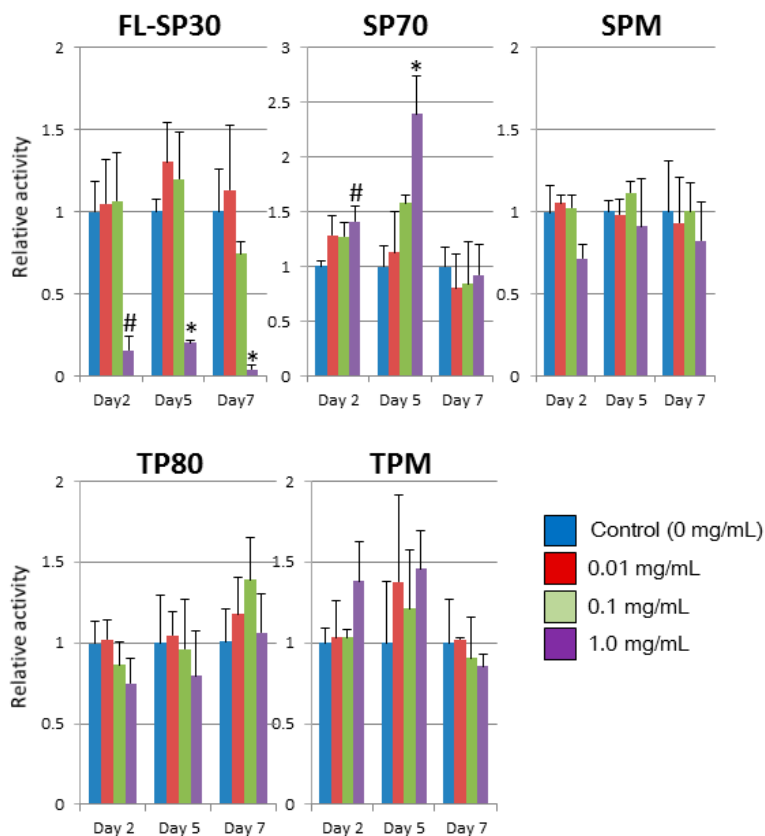 FL-SP30 SP70 SPM
2 3 2
2.5
*
1.5 2 1.5
1 # 1.5 1
1
0.5 # * 0.5 0.5
* 
0 0 0
Relative activity
Day2 Day5 Day7 Day 2 Day 5 Day 7 Day 2 Day 5 Day7
TP80 TPM
2 2
1.5 1.5
1 1
0.5 0.5
0 0
Relative activity
Day 2 Day 5 Day 7 Day 2 Day 5 Day 7
Control (0 mg/mL)
0.01 mg/mL
0.1 mg/mL
1.0 mg/mL